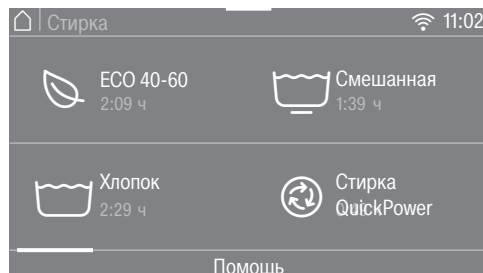 Стирка
11:02
ECO 40-60
2:09 ч
Смешанная
1:39 ч
Хлопок
2:29 ч
Стирка
QuickPower
Помощь